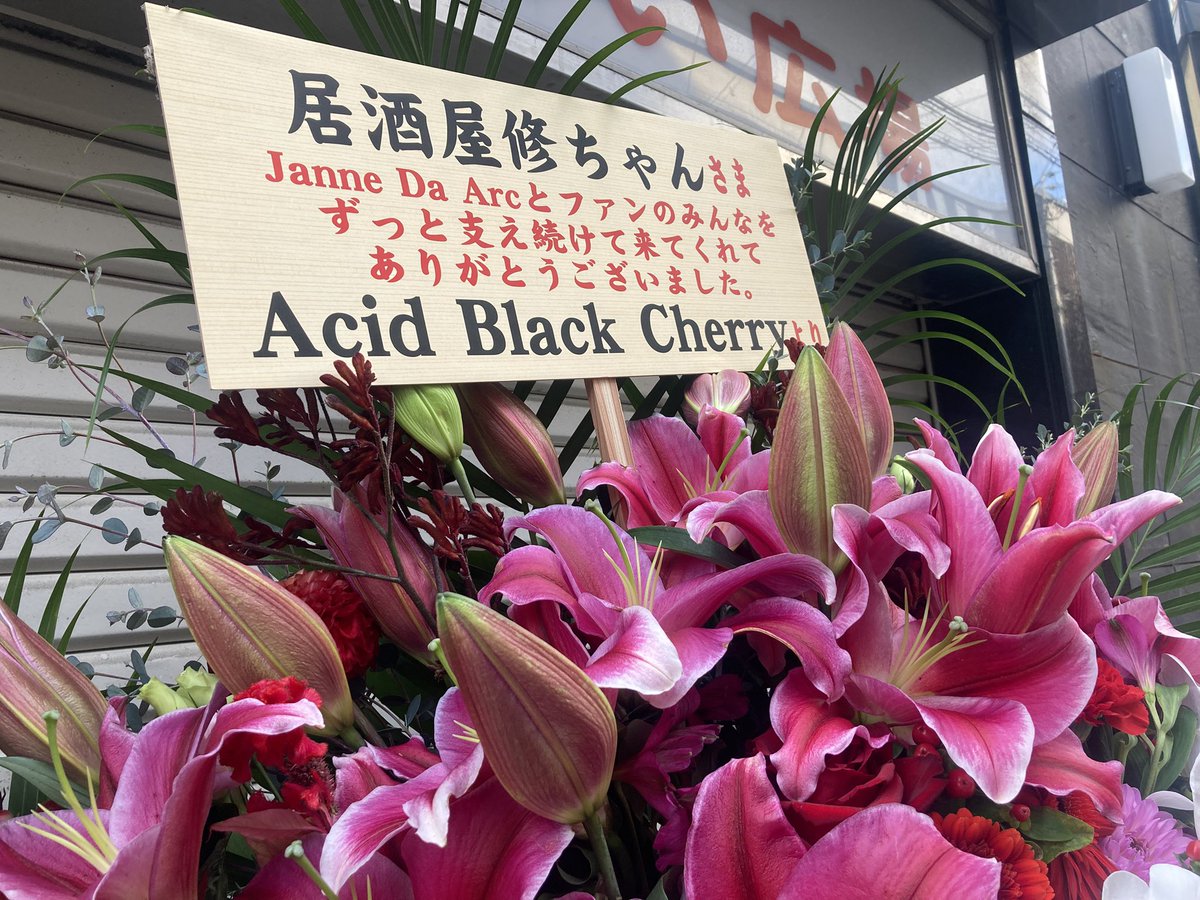 い広場
居酒屋修ちゃんさま
Janne Da Arcとファンのみんなを
ずっと支え続けて来てくれて
ありがとうございました。
Acid Black Cherryより